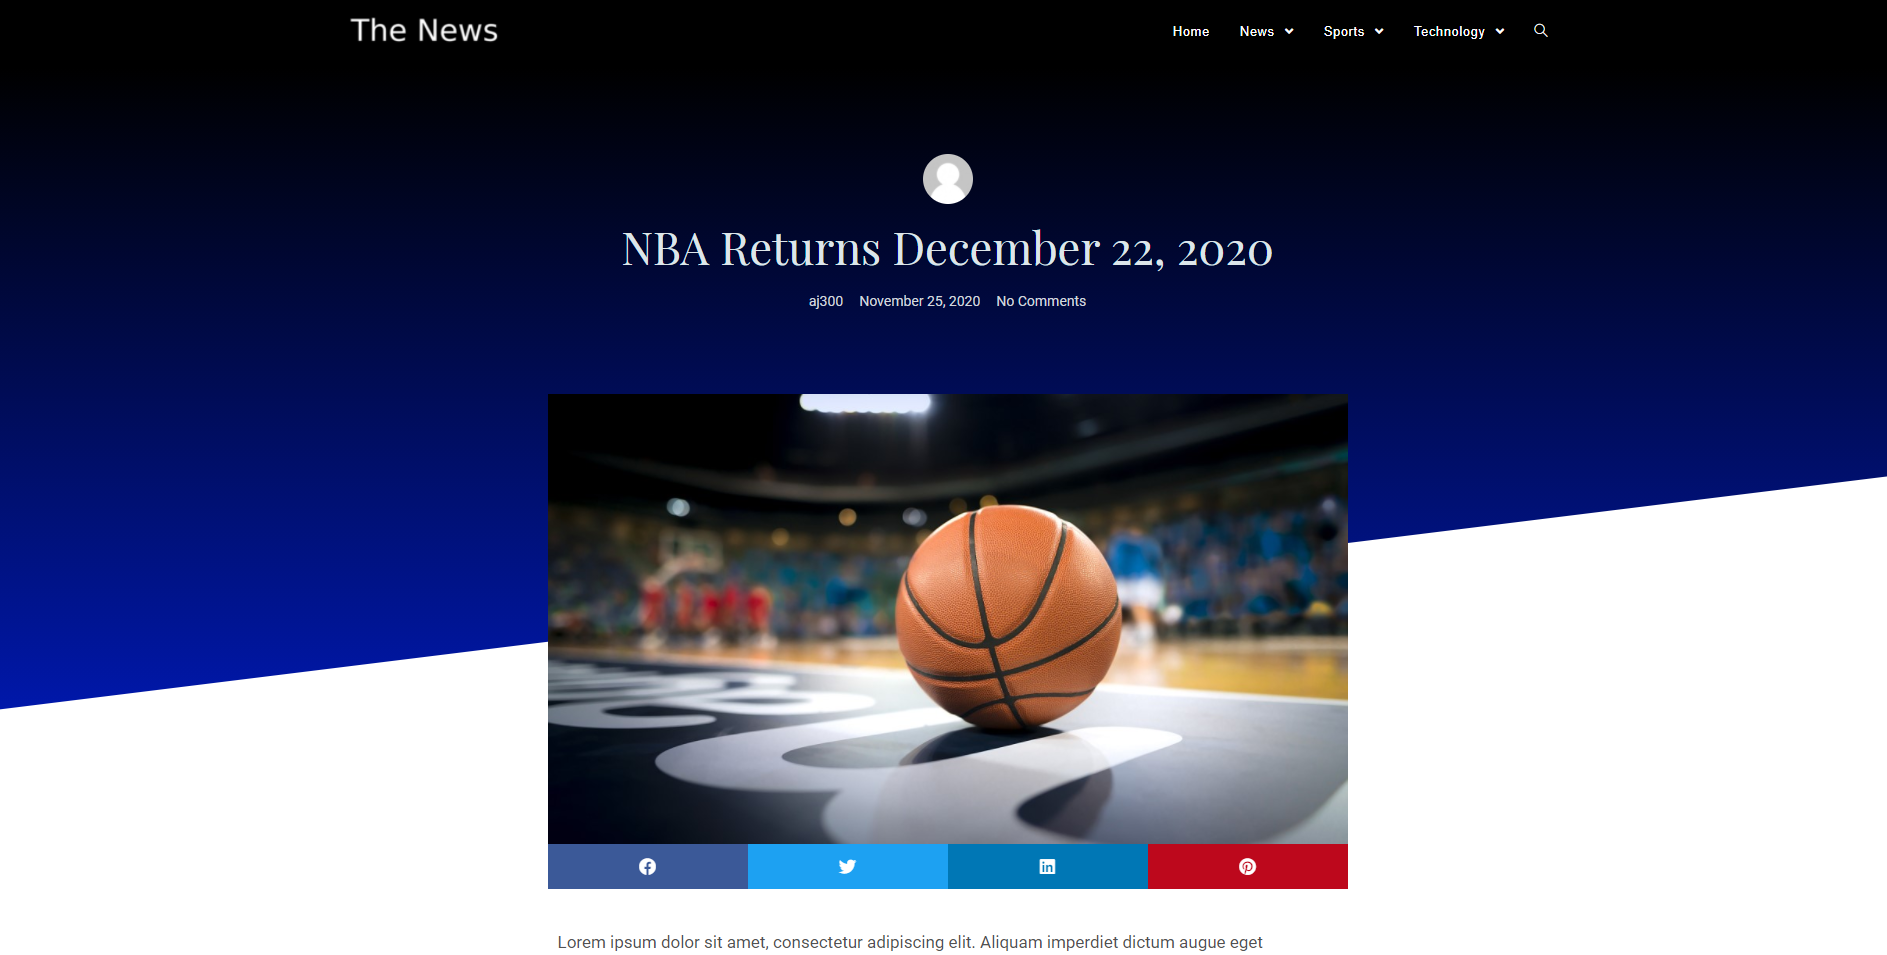 The News
Home News Sports Technology
NBA Returns December 22, 2020
aj300 November 25, 2020 No Comments
Lorem ipsum dolor sit amet, consectetur adipiscing elit. Aliquam imperdiet dictum augue eget